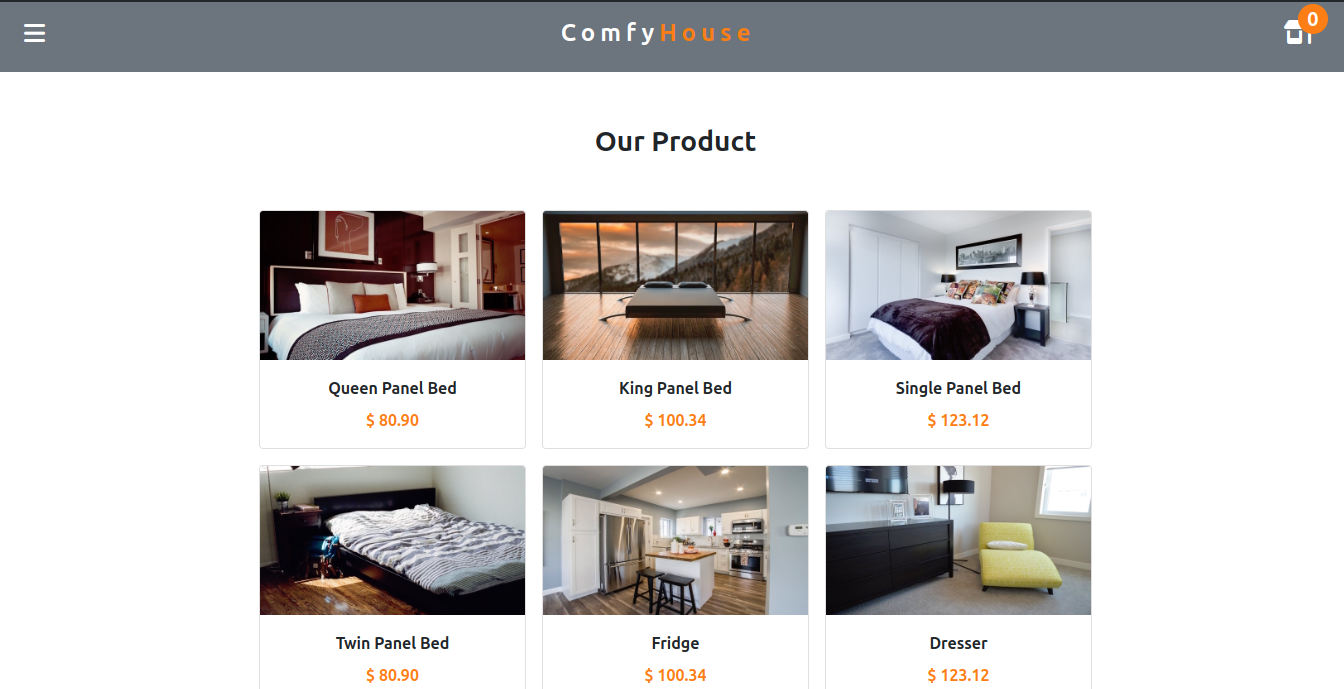 ComfyHouse
0
Our Product
Queen Panel Bed
King Panel Bed
Single Panel Bed
$ 80.90
$ 100.34
$ 123.12
Twin Panel Bed
Fridge
Dresser
$ 80.90
$ 100.34
$ 123.12